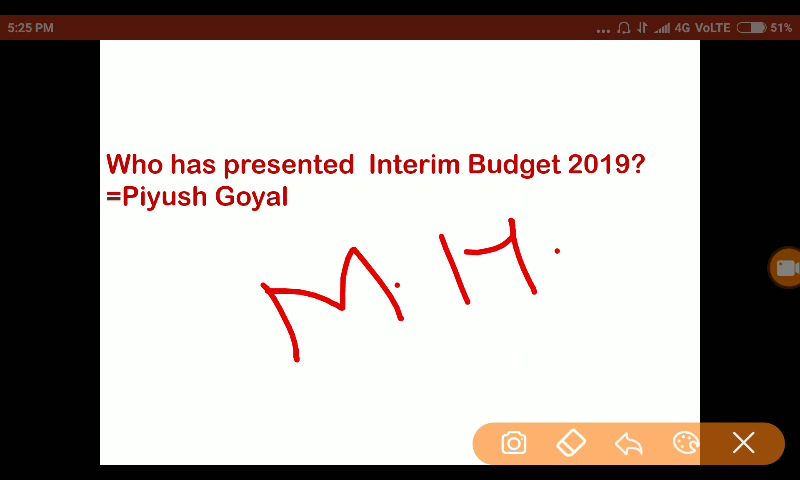 5:25 PM
... 4G VoLTE 51%
Who has presented Interim Budget 2019?
=Piyush Goyal
M. H.